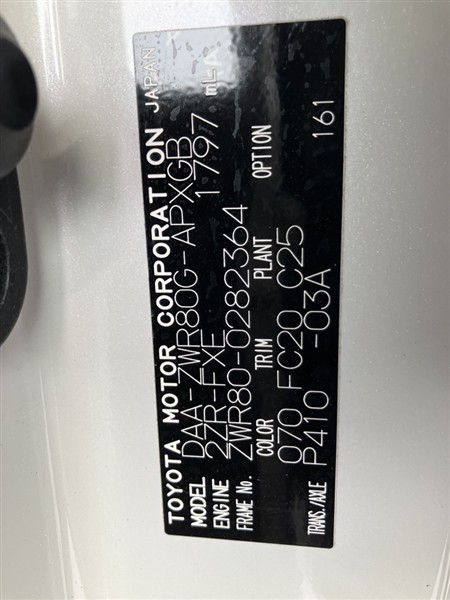 TOYOTA MOTOR CORPORATION JAPAN
MODEL DAA-ZWR80G-APXGB
ENGINE 2ZR-FXE 1797 mL
FRAME No. ZWR80-0282364
COLOR TRIM PLANT OPTION
070 FC20 C25
TRANS./AXLE P410 -03A 161